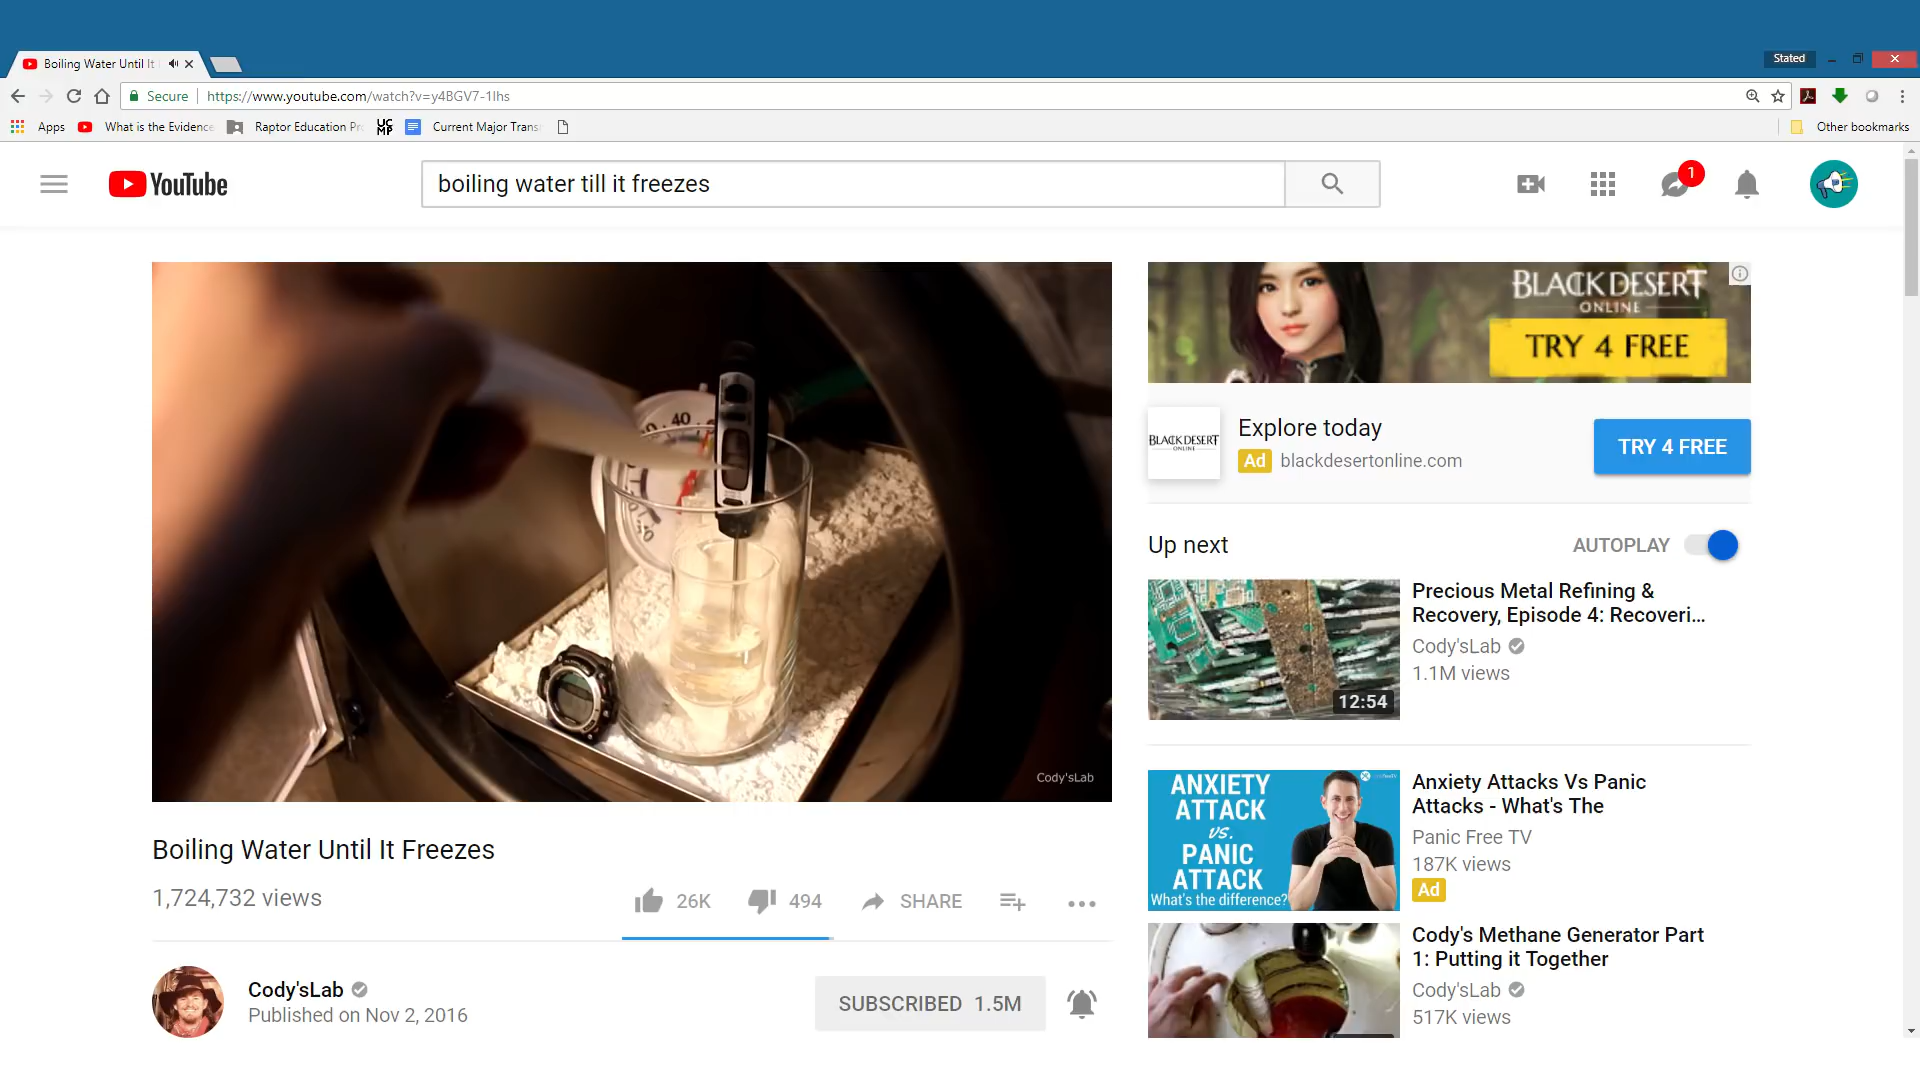 Boiling Water Until It
Stated
Secure
https://www.youtube.com/watch?v=y4BGV7-1lhs
Apps
What is the Evidence
Raptor Education Pr
UC
MP
Current Major Trans
Other bookmarks
YouTube
boiling water till it freezes
1
40
Cody'sLab
Boiling Water Until It Freezes
1,724,732 views
26K
494
SHARE
Cody'sLab
Published on Nov 2, 2016
SUBSCRIBED 1.5M
BLACK DESERT
ONLINE
TRY 4 FREE
BLACK DESERT
ONLINE
Explore today
Ad blackdesertonline.com
TRY 4 FREE
Up next
AUTOPLAY
12:54
Precious Metal Refining &
Recovery, Episode 4: Recoveri...
Cody'sLab
1.1M views
ANXIETY
ATTACK
vs.
PANIC
ATTACK
What's the difference?
Anxiety Attacks Vs Panic
Attacks - What's The
Panic Free TV
187K views
Ad
Cody's Methane Generator Part
1: Putting it Together
Cody'sLab
517K views